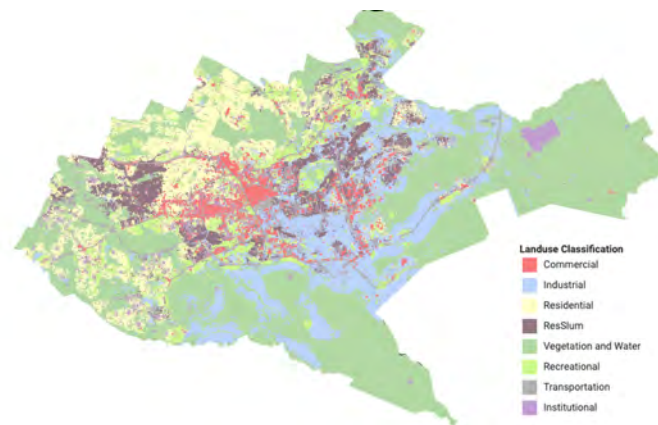 Landuse Classification
Commercial
Industrial
Residential
ResSlum
Vegetation and Water
Recreational
Transportation
Institutional